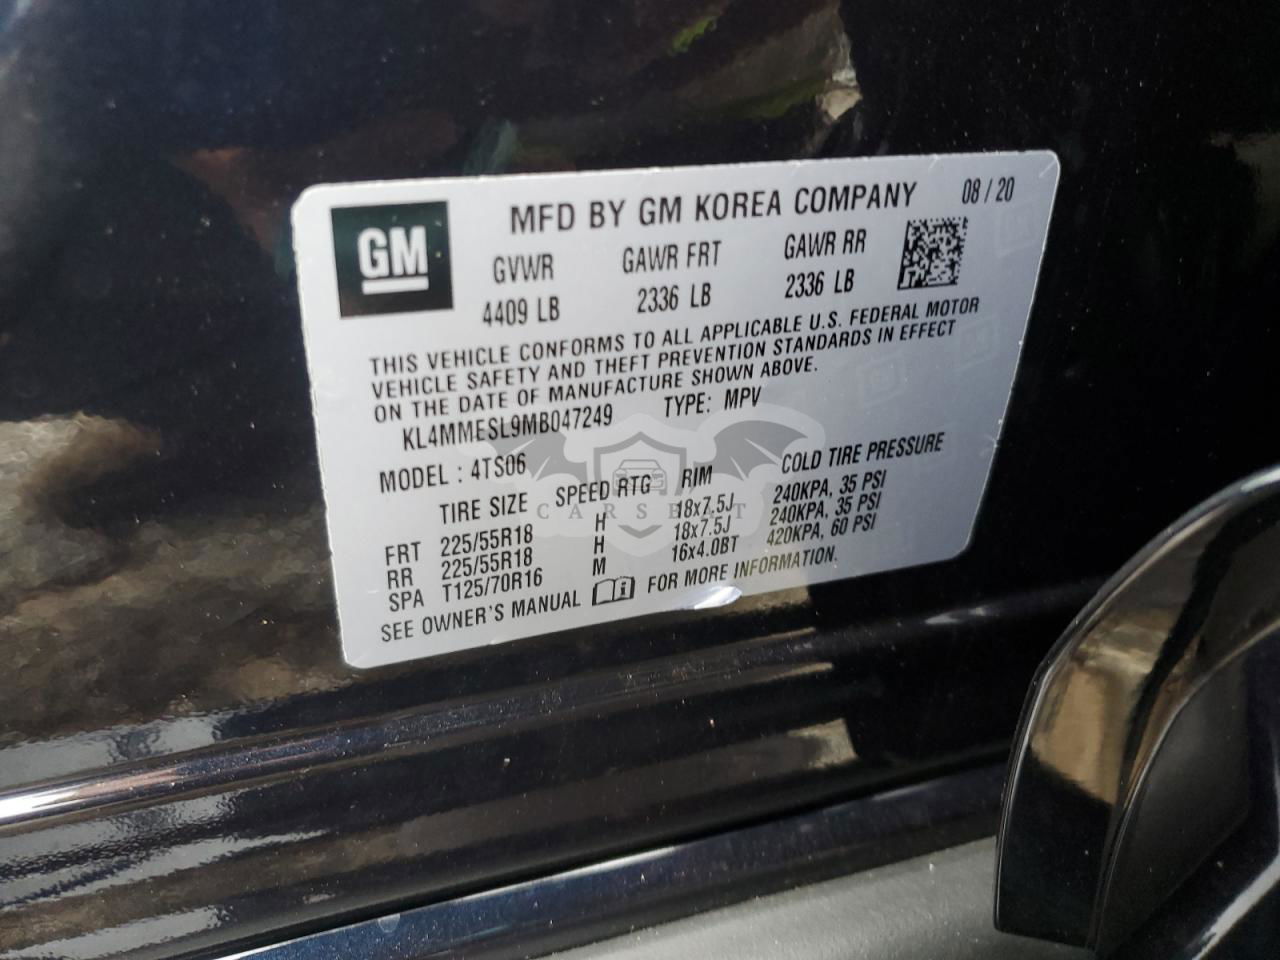 GM
MFD BY GM KOREA COMPANY 08 / 20
GVWR GAWR FRT GAWR RR
4409 LB 2336 LB 2336 LB
THIS VEHICLE CONFORMS TO ALL APPLICABLE U.S. FEDERAL MOTOR
VEHICLE SAFETY AND THEFT PREVENTION STANDARDS IN EFFECT
ON THE DATE OF MANUFACTURE SHOWN ABOVE.
KL4MMESL9MB047249 TYPE: MPV
MODEL : 4TS06
TIRE SIZE SPEED RTG RIM COLD TIRE PRESSURE
FRT 225/55R18 H 18x7.5J 240KPA, 35 PSI
RR 225/55R18 H 18x7.5J 240KPA, 35 PSI
SPA T125/70R16 M 16x4.0BT 420KPA, 60 PSI
SEE OWNER'S MANUAL FOR MORE INFORMATION.